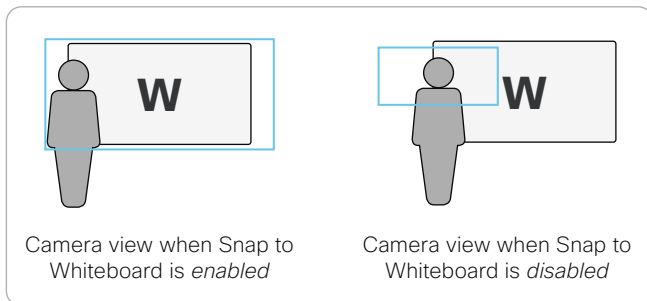 W
W
Camera view when Snap to
Whiteboard is enabled
Camera view when Snap to
Whiteboard is disabled